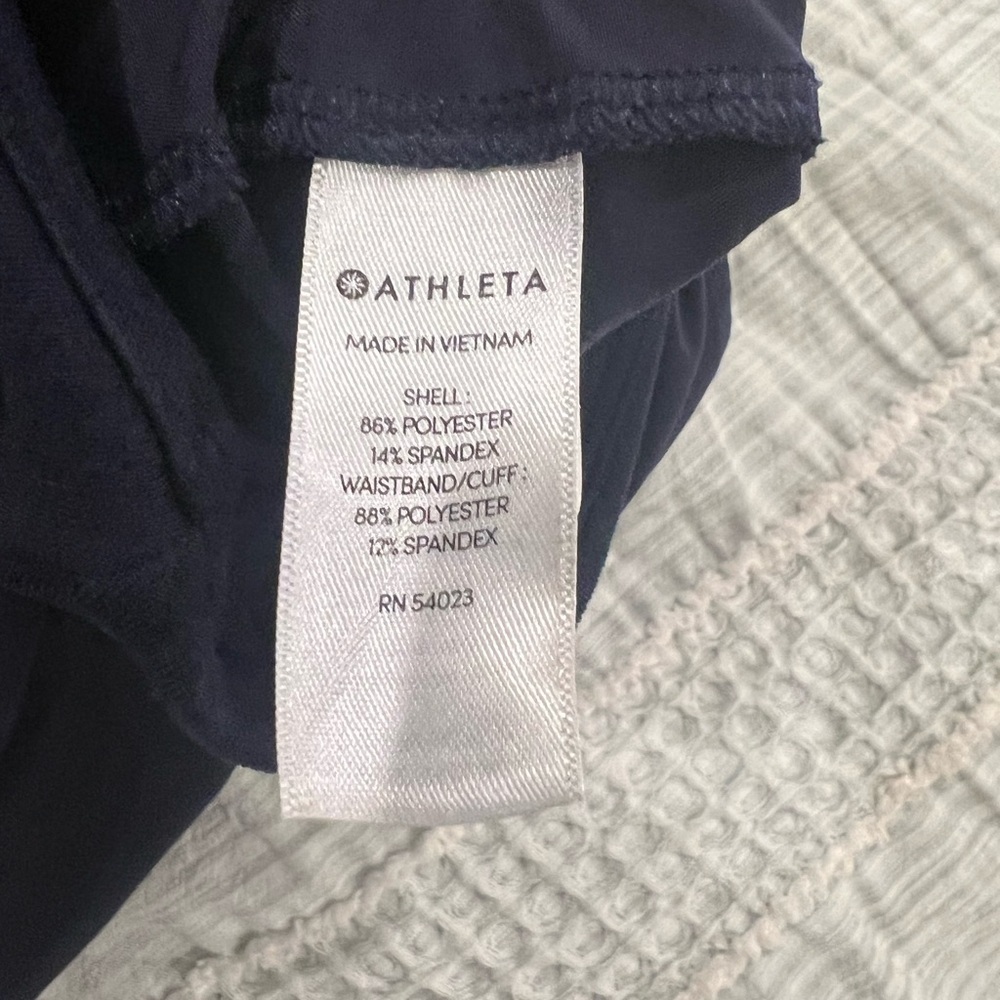 ATHLETA
MADE IN VIETNAM
SHELL:
86% POLYESTER
14% SPANDEX
WAISTBAND/CUFF:
88% POLYESTER
12% SPANDEX
RN 54023